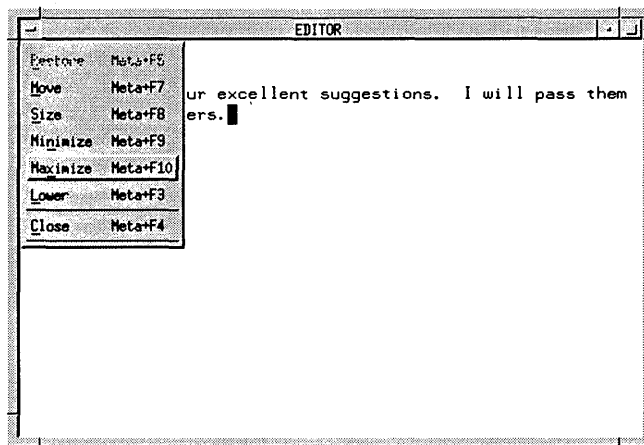 EDITOR
Restore Meta+F5
Move Meta+F7
Size Meta+F8
Minimize Meta+F9
Maximize Meta+F10
Lower Meta+F3
Close Meta+F4
ur excellent suggestions. I will pass them
ers.